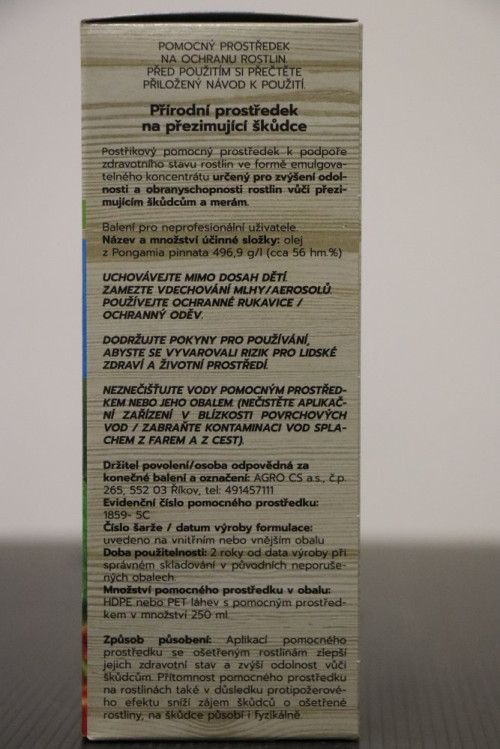 POMOCNÝ PROSTŘEDEK
NA OCHRANU ROSTLIN.
PŘED POUŽITÍM SI PŘEČTĚTE
PŘILOŽENÝ NÁVOD K POUŽITÍ.
Přírodní prostředek
na přezimující škůdce
Postřikový pomocný prostředek k podpoře
zdravotního stavu rostlin ve formě emulgova-
telného koncentrátu určený pro zvýšení odol-
nosti a obranyschopnosti rostlin vůči přezi-
mujícím škůdcům a merám.
Balení pro neprofesionální uživatele.
Název a množství účinné složky: olej
z Pongamia pinnata 496,9 g/l (cca 56 hm.%)
UCHOVÁVEJTE MIMO DOSAH DĚTÍ.
ZAMEZTE VDECHOVÁNÍ MLHY/AEROSOLŮ.
POUŽÍVEJTE OCHRANNÉ RUKAVICE /
OCHRANNÝ ODĚV.
DODRŽUJTE POKYNY PRO POUŽÍVÁNÍ,
ABYSTE SE VYVAROVALI RIZIK PRO LIDSKÉ
ZDRAVÍ A ŽIVOTNÍ PROSTŘEDÍ.
NEZNEČIŠŤUJTE VODY POMOCNÝM PROSTŘED-
KEM NEBO JEHO OBALEM. (NEČISTĚTE APLIKAČ-
NÍ ZAŘÍZENÍ V BLÍZKOSTI POVRCHOVÝCH
VOD / ZABRAŇTE KONTAMINACI VOD SPLA-
CHEM Z FAREM A Z CEST).
Držitel povolení/osoba odpovědná za
konečné balení a označení: AGRO CS a.s., č.p.
265, 552 03 Říkov, tel: 491457111
Evidenční číslo pomocného prostředku:
1859- 5C
Číslo šarže / datum výroby formulace:
uvedeno na vnitřním nebo vnějším obalu
Doba použitelnosti: 2 roky od data výroby při
správném skladování v původních neporuše-
ných obalech.
Množství pomocného prostředku v obalu:
HDPE nebo PET láhev s pomocným prostřed-
kem v množství 250 ml.
Způsob působení: Aplikací pomocného
prostředku se ošetřeným rostlinám zlepší
jejich zdravotní stav a zvýší odolnost vůči
škůdcům. Přítomnost pomocného prostředku
na rostlinách také v důsledku protipožerové-
ho efektu sníží zájem škůdců o ošetřené
rostliny, na škůdce působí i fyzikálně.